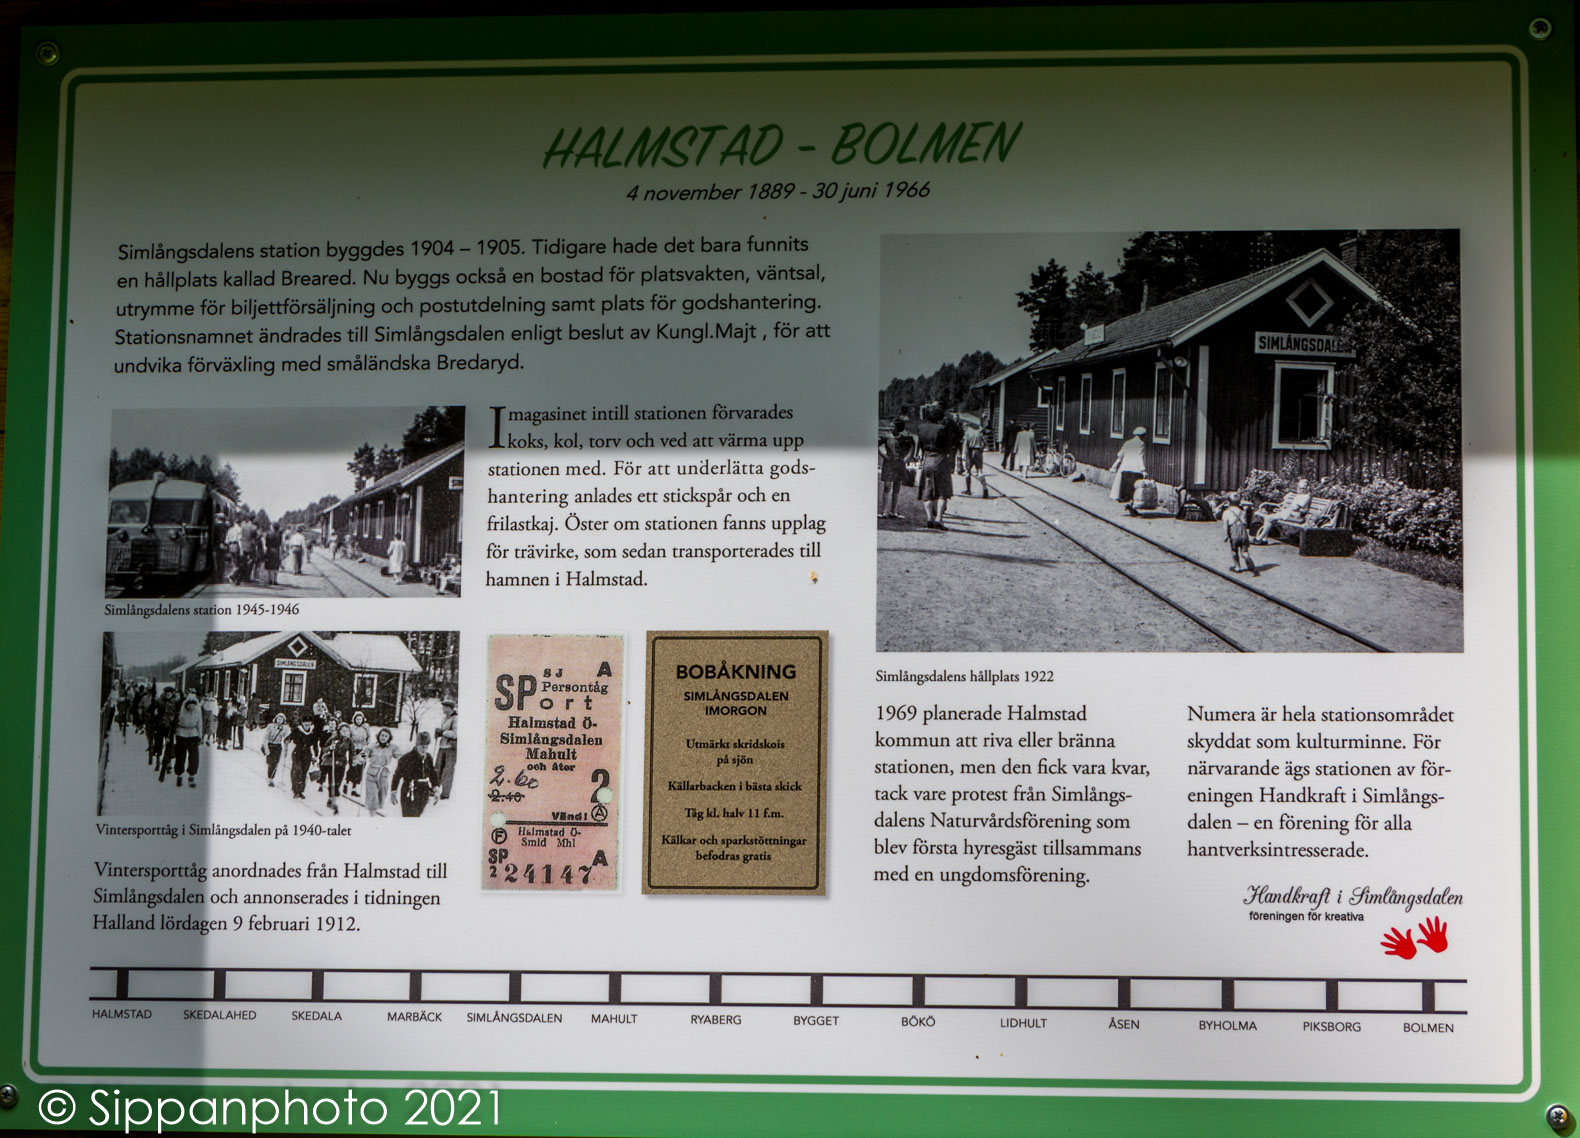 HALMSTAD - BOLMEN
4 november 1889 - 30 juni 1966
Simlångsdalens station byggdes 1904 – 1905. Tidigare hade det bara funnits
en hållplats kallad Breared. Nu byggs också en bostad för platsvakten, väntsal,
utrymme för biljettförsäljning och postutdelning samt plats för godshantering.
Stationsnamnet ändrades till Simlångsdalen enligt beslut av Kungl.Majt , för att
undvika förväxling med småländska Bredaryd.
I magasinet intill stationen förvarades
koks, kol, torv och ved att värma upp
stationen med. För att underlätta gods-
hantering anlades ett stickspår och en
frilastkaj. Öster om stationen fanns upplag
för trävirke, som sedan transporterades till
hamnen i Halmstad.
Simlångsdalens station 1945-1946
SIMLÅNGSDALEN
Vintersporttåg i Simlångsdalen på 1940-talet
Vintersporttåg anordnades från Halmstad till
Simlångsdalen och annonserades i tidningen
Halland lördagen 9 februari 1912.
SJ A
SP Persontåg
ort
Halmstad Ö-
Simlångsdalen
Mahult
och åter
2.60
2.40
2
Vänd! A
F Halmstad Ö-
Smld Mhl
SP A
2 224147
BOBÅKNING
SIMLÅNGSDALEN
IMORGON
Utmärkt skridskois
på sjön
Källarbacken i bästa skick
Tåg kl. halv 11 f.m.
Kälkar och sparkstöttningar
befodras gratis
SIMLÅNGSDALEN
Simlångsdalens hållplats 1922
1969 planerade Halmstad
kommun att riva eller bränna
stationen, men den fick vara kvar,
tack vare protest från Simlångs-
dalens Naturvårdsförening som
blev första hyresgäst tillsammans
med en ungdomsförening.
Numera är hela stationsområdet
skyddat som kulturminne. För
närvarande ägs stationen av för-
eningen Handkraft i Simlångs-
dalen – en förening för alla
hantverksintresserade.
Handkraft i Simlångsdalen
föreningen för kreativa
HALMSTAD SKEDALAHED SKEDALA MARBÄCK SIMLÅNGSDALEN MAHULT RYABERG BYGGET BÖKÖ LIDHULT ÅSEN BYHOLMA PIKSBORG BOLMEN
© Sippanphoto 2021